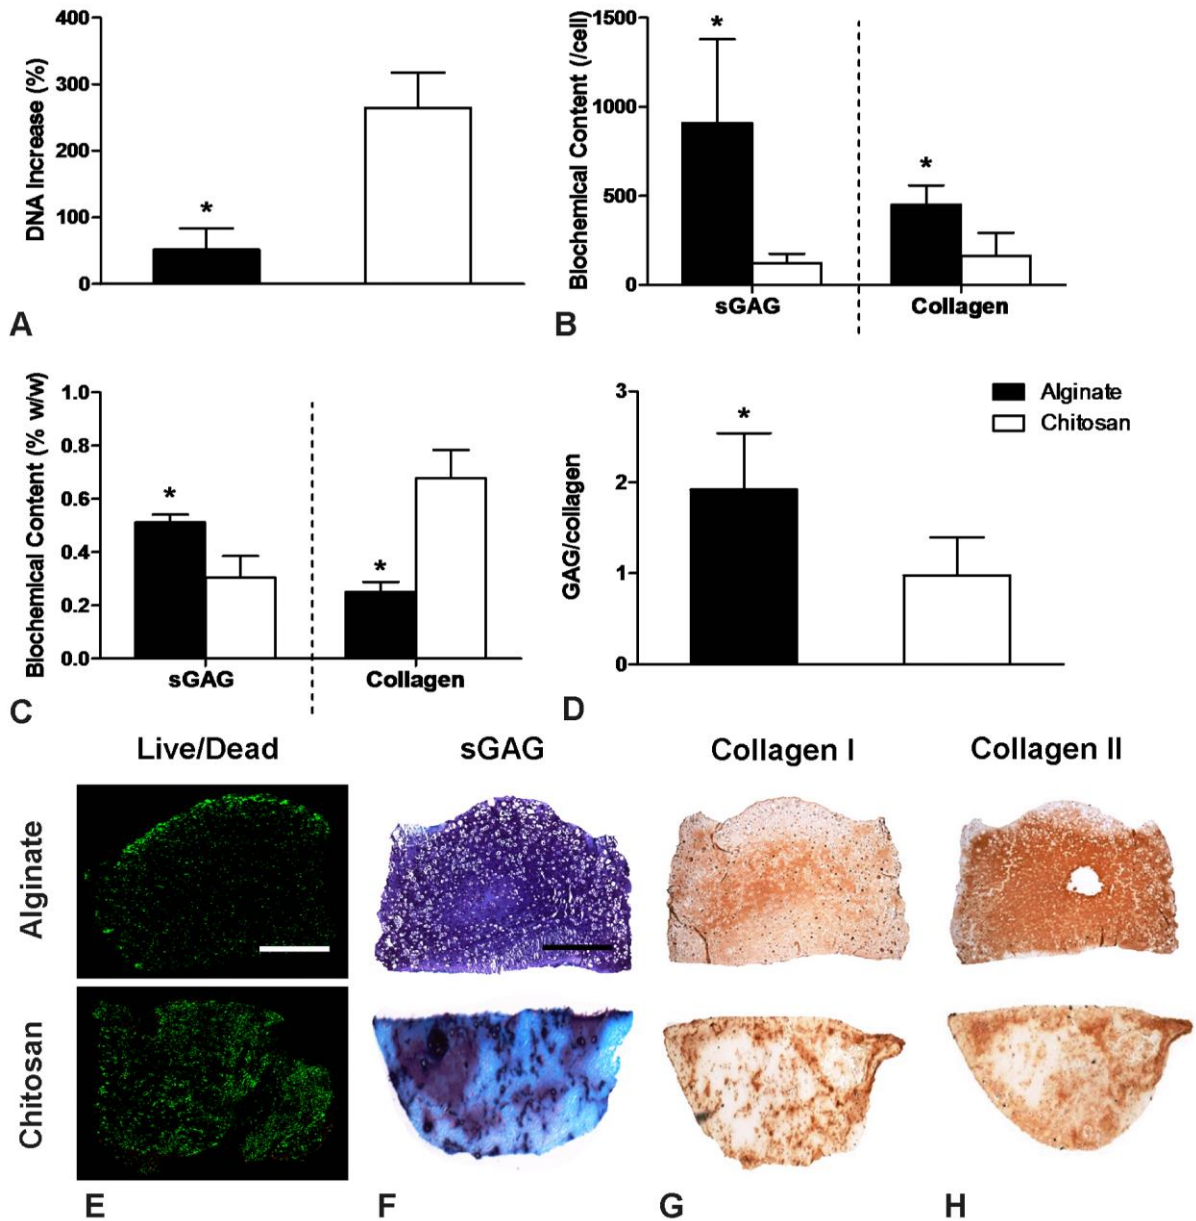 400
300
200
100
0
DNA Increase (%)
*
A
1500
1000
500
0
Biochemical Content (/cell)
*
*
sGAG
Collagen
B
1.0
0.8
0.6
0.4
0.2
0.0
Biochemical Content (% w/w)
*
*
sGAG
Collagen
C
3
2
1
0
GAG/collagen
*
Alginate
Chitosan
D
Live/Dead
sGAG
Collagen I
Collagen II
Alginate
Chitosan
E
F
G
H